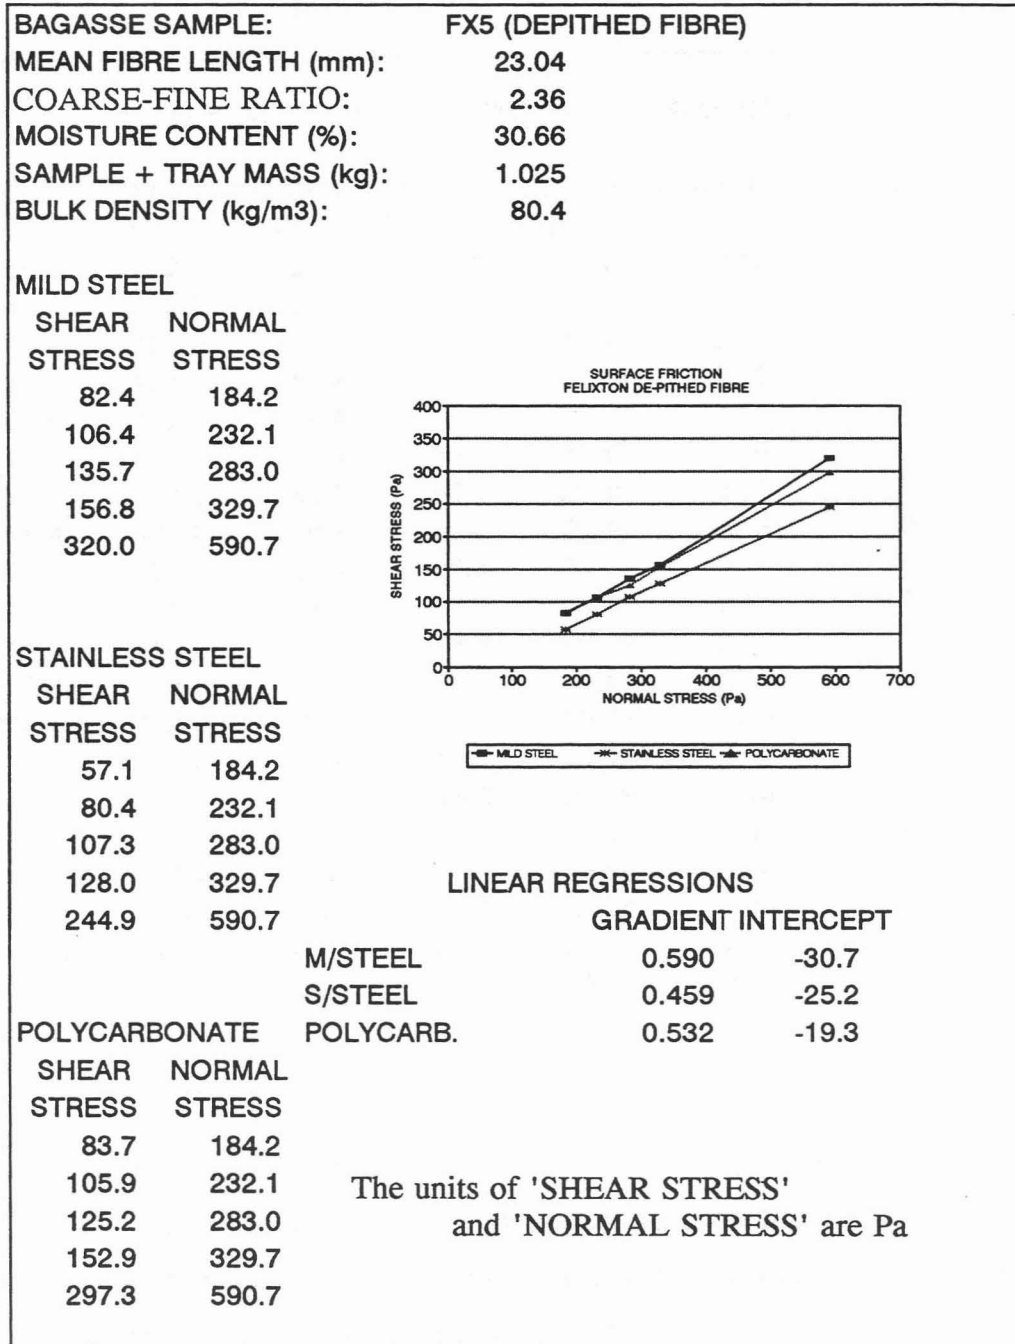 BAGASSE SAMPLE: FX5 (DEPITHED FIBRE)
MEAN FIBRE LENGTH (mm): 23.04
COARSE-FINE RATIO: 2.36
MOISTURE CONTENT (%): 30.66
SAMPLE + TRAY MASS (kg): 1.025
BULK DENSITY (kg/m3): 80.4
MILD STEEL
SHEAR NORMAL
STRESS STRESS
82.4 184.2
106.4 232.1
135.7 283.0
156.8 329.7
320.0 590.7
SURFACE FRICTION
FELIXTON DE-PITHED FIBRE
SHEAR STRESS (Pa)
400
350
300
250
200
150
100
50
0
0 100 200 300 400 500 600 700
NORMAL STRESS (Pa)
MILD STEEL STAINLESS STEEL POLYCARBONATE
STAINLESS STEEL
SHEAR NORMAL
STRESS STRESS
57.1 184.2
80.4 232.1
107.3 283.0
128.0 329.7
244.9 590.7
LINEAR REGRESSIONS
GRADIENT INTERCEPT
M/STEEL 0.590 -30.7
S/STEEL 0.459 -25.2
POLYCARB. 0.532 -19.3
POLYCARBONATE
SHEAR NORMAL
STRESS STRESS
83.7 184.2
105.9 232.1
125.2 283.0
152.9 329.7
297.3 590.7
The units of 'SHEAR STRESS'
and 'NORMAL STRESS' are Pa